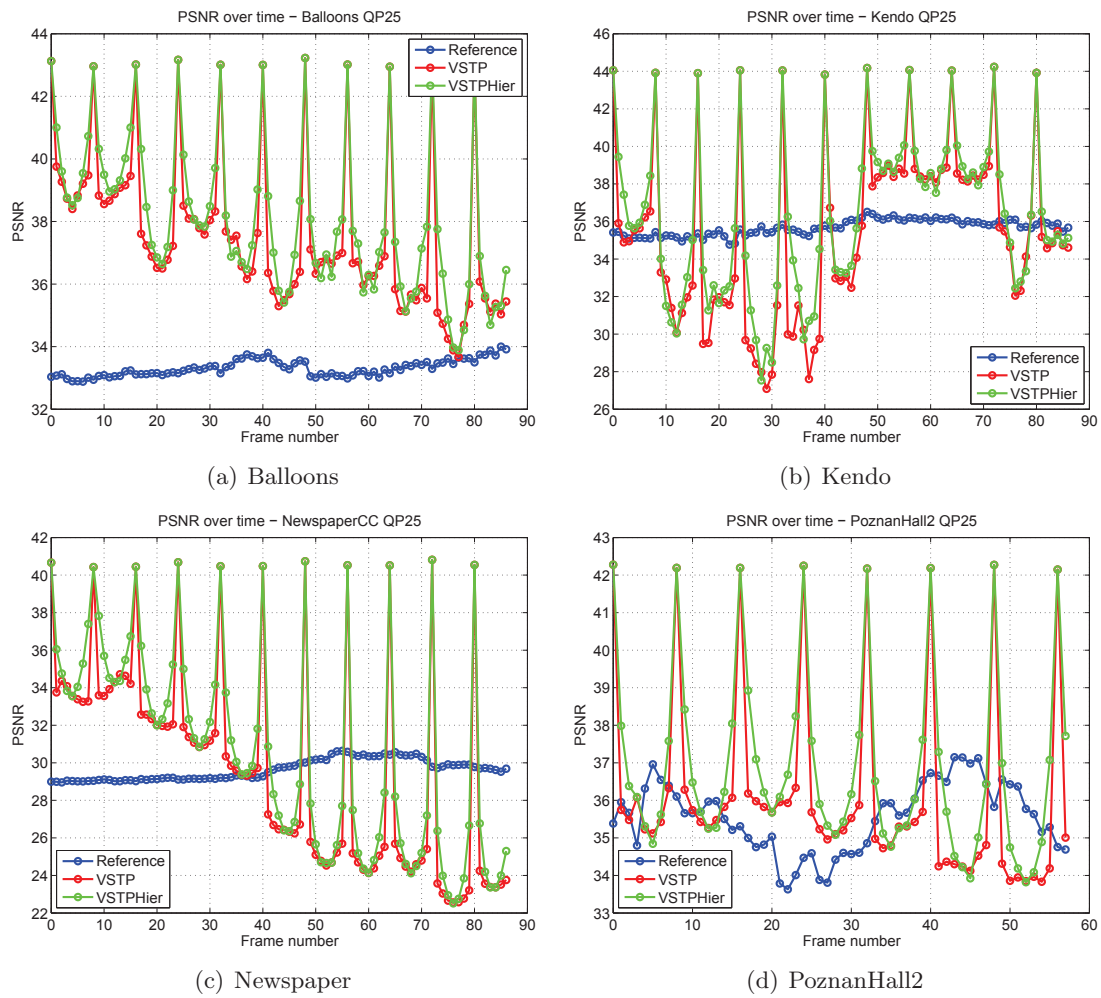 PSNR over time − Balloons QP25
44
42
40
38
36
34
32
PSNR
0 10 20 30 40 50 60 70 80 90
Frame number
Reference
VSTP
VSTPHier
(a) Balloons
PSNR over time − Kendo QP25
46
44
42
40
38
36
34
32
30
28
26
PSNR
0 10 20 30 40 50 60 70 80 90
Frame number
Reference
VSTP
VSTPHier
(b) Kendo
PSNR over time − NewspaperCC QP25
42
40
38
36
34
32
30
28
26
24
22
PSNR
0 10 20 30 40 50 60 70 80 90
Frame number
Reference
VSTP
VSTPHier
(c) Newspaper
PSNR over time − PoznanHall2 QP25
43
42
41
40
39
38
37
36
35
34
33
PSNR
0 10 20 30 40 50 60
Frame number
Reference
VSTP
VSTPHier
(d) PoznanHall2